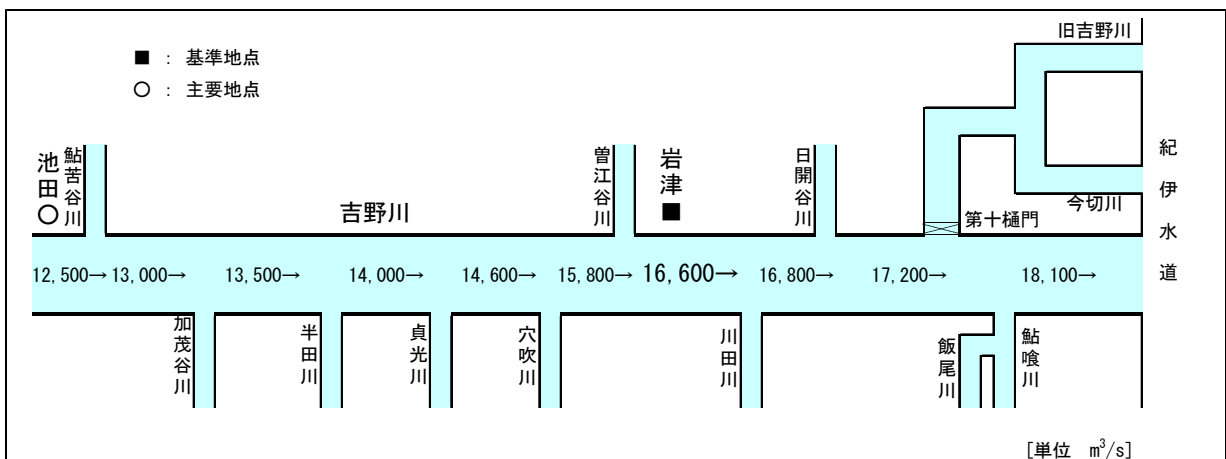 ■ ： 基準地点
○ ： 主要地点
旧吉野川
池田○
鮎苦谷川
吉野川
曽江谷川
岩津■
日開谷川
第十樋門
今切川
紀伊水道
12,500→
13,000→
13,500→
14,000→
14,600→
15,800→
16,600→
16,800→
17,200→
18,100→
加茂谷川
半田川
貞光川
穴吹川
川田川
飯尾川
鮎喰川
[単位 m³/s]